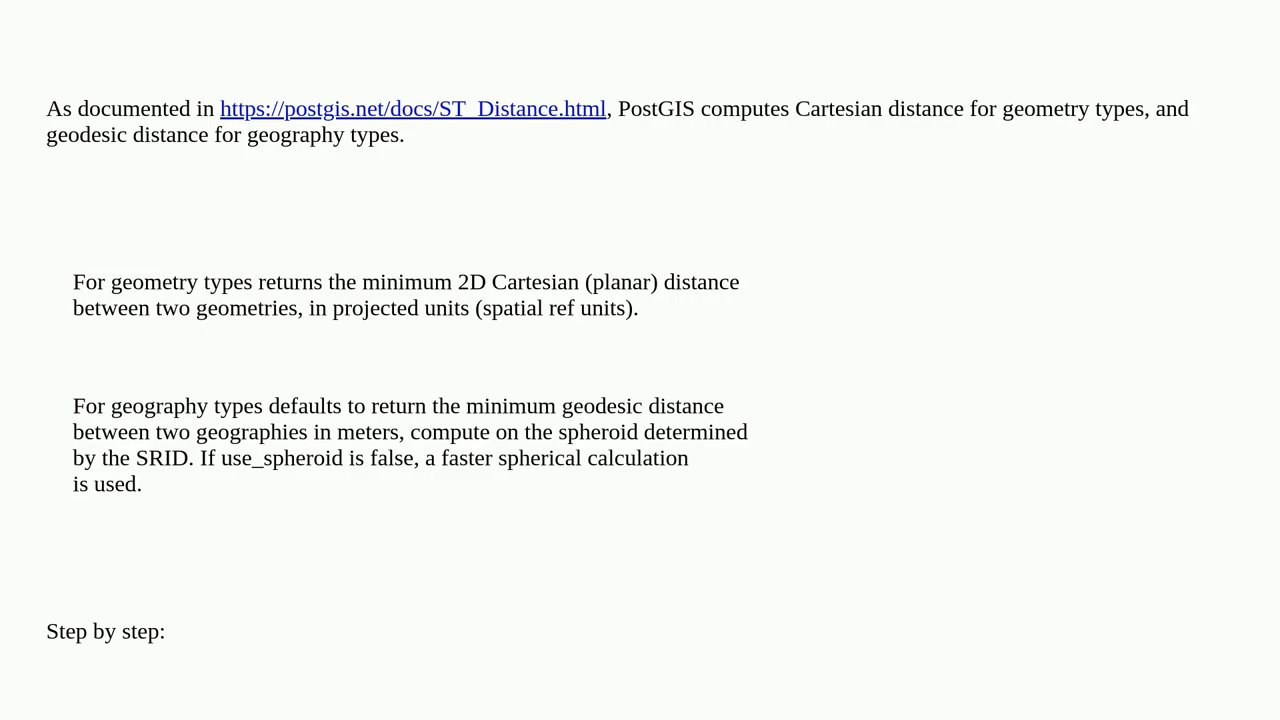 As documented in https://postgis.net/docs/ST_Distance.html, PostGIS computes Cartesian distance for geometry types, and
geodesic distance for geography types.
For geometry types returns the minimum 2D Cartesian (planar) distance
between two geometries, in projected units (spatial ref units).
For geography types defaults to return the minimum geodesic distance
between two geographies in meters, compute on the spheroid determined
by the SRID. If use_spheroid is false, a faster spherical calculation
is used.
Step by step: